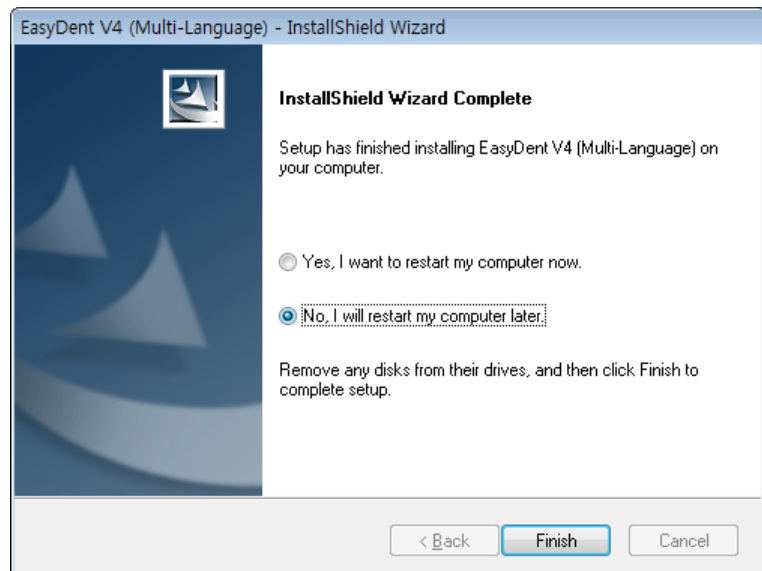 EasyDent V4 (Multi-Language) - InstallShield Wizard
InstallShield Wizard Complete
Setup has finished installing EasyDent V4 (Multi-Language) on
your computer.
Yes, I want to restart my computer now.
No, I will restart my computer later.
Remove any disks from their drives, and then click Finish to
complete setup.
< Back
Finish
Cancel